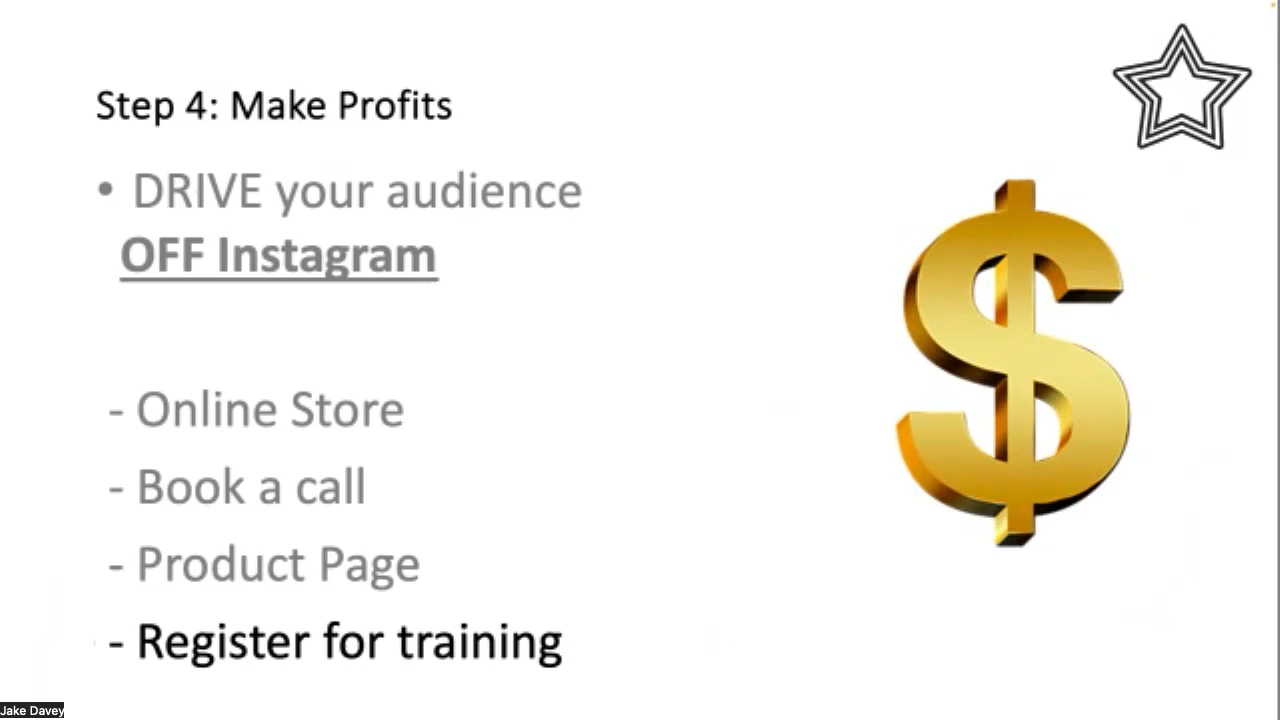 Step 4: Make Profits
• DRIVE your audience
OFF Instagram
- Online Store
- Book a call
- Product Page
- Register for training
Jake Davey